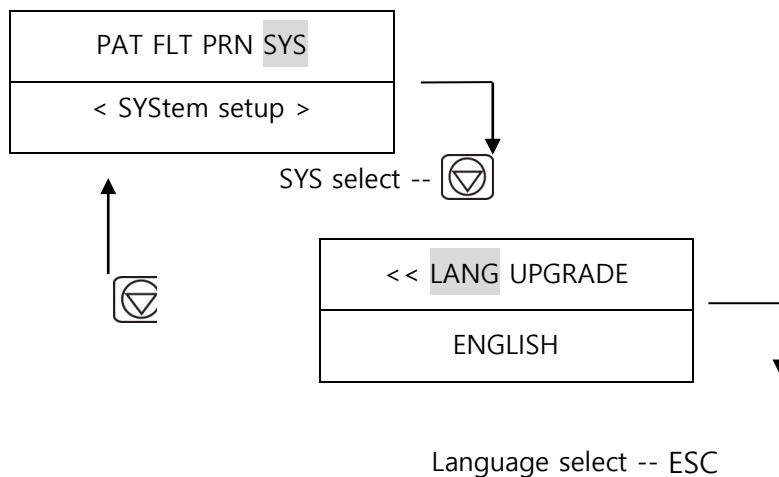 PAT FLT PRN SYS
< SYStem setup >
SYS select --
<< LANG UPGRADE
ENGLISH
Language select -- ESC